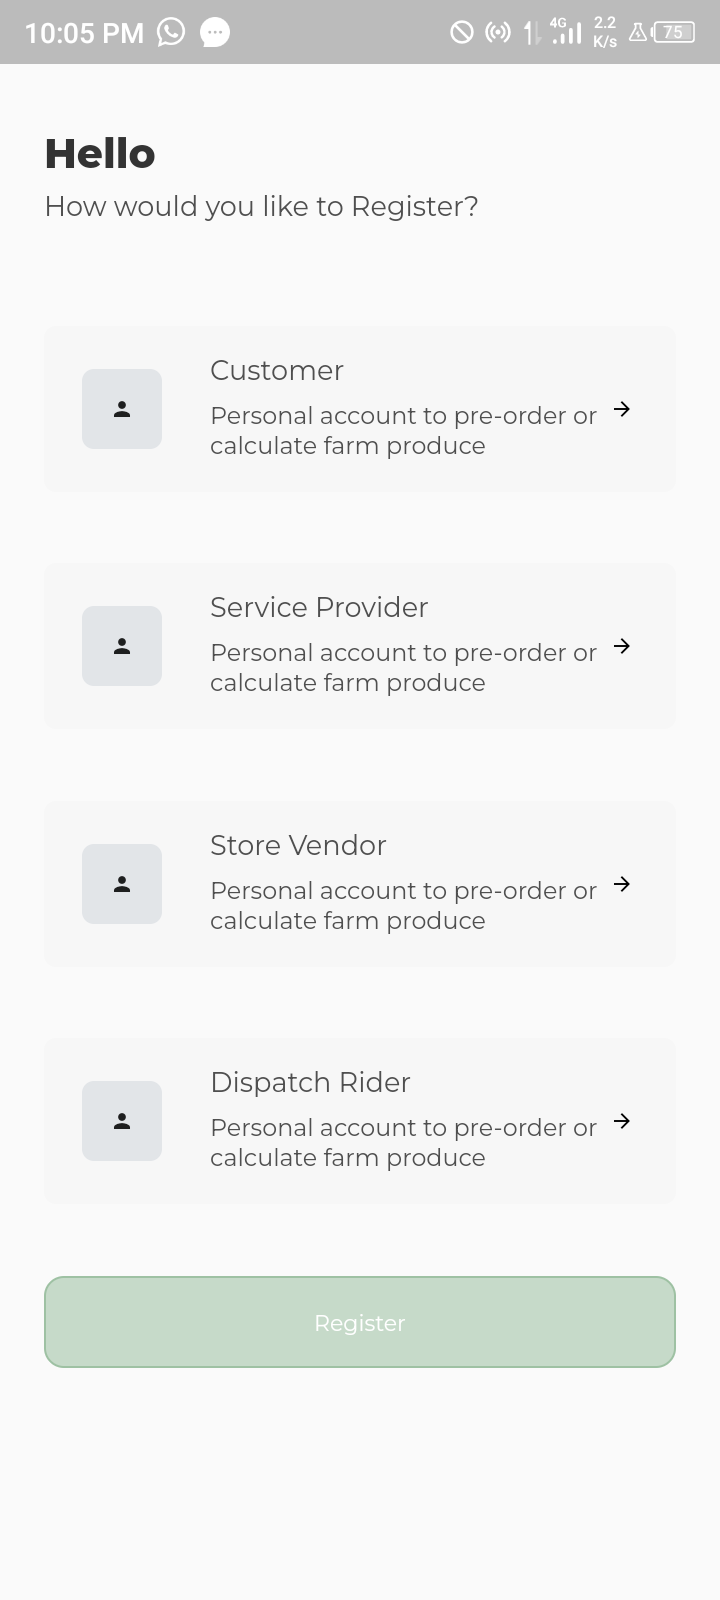 10:05 PM
4G
2.2
K/s
75
Hello
How would you like to Register?
Customer
Personal account to pre-order or
calculate farm produce
Service Provider
Personal account to pre-order or
calculate farm produce
Store Vendor
Personal account to pre-order or
calculate farm produce
Dispatch Rider
Personal account to pre-order or
calculate farm produce
Register